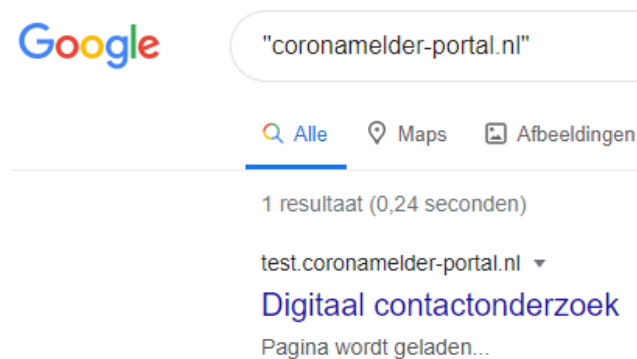 Google
"coronamelder-portal.nl"
Alle Maps Afbeeldingen
1 resultaat (0,24 seconden)
test.coronamelder-portal.nl
Digitaal contactonderzoek
Pagina wordt geladen...